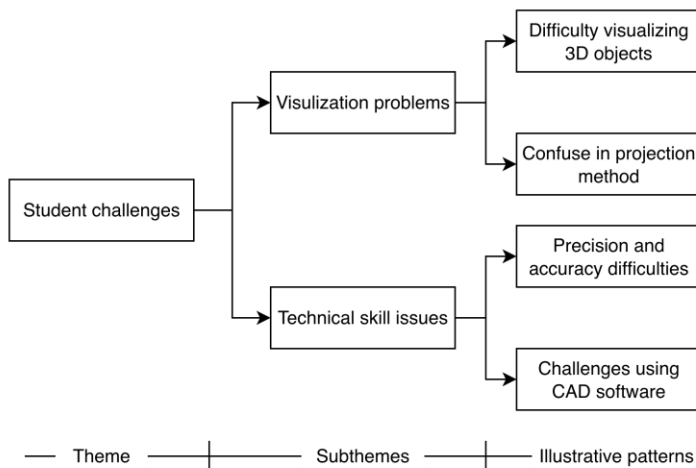 Difficulty visualizing
3D objects
Visulization problems
Confuse in projection
method
Student challenges
Precision and
accuracy difficulties
Technical skill issues
Challenges using
CAD software
Theme
Subthemes
Illustrative patterns